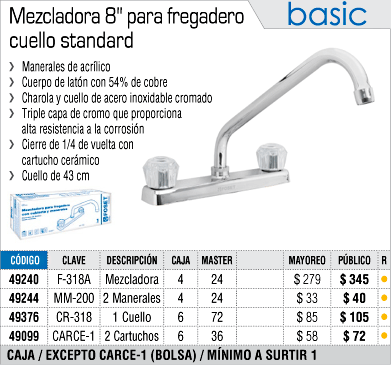 Mezcladora 8" para fregadero
cuello standard
basic
› Manerales de acrílico
› Cuerpo de latón con 54% de cobre
› Charola y cuello de acero inoxidable cromado
› Triple capa de cromo que proporciona
alta resistencia a la corrosión
› Cierre de 1/4 de vuelta con
cartucho cerámico
› Cuello de 43 cm
Mezcladora para fregadero
FOSET
CÓDIGO CLAVE DESCRIPCIÓN CAJA MASTER MAYOREO PÚBLICO R
49240 F-318A Mezcladora 4 24 $ 279 $ 345
49244 MM-200 2 Manerales 4 24 $ 33 $ 40
49376 CR-318 1 Cuello 6 72 $ 85 $ 105
49099 CARCE-1 2 Cartuchos 6 36 $ 58 $ 72
CAJA / EXCEPTO CARCE-1 (BOLSA) / MÍNIMO A SURTIR 1